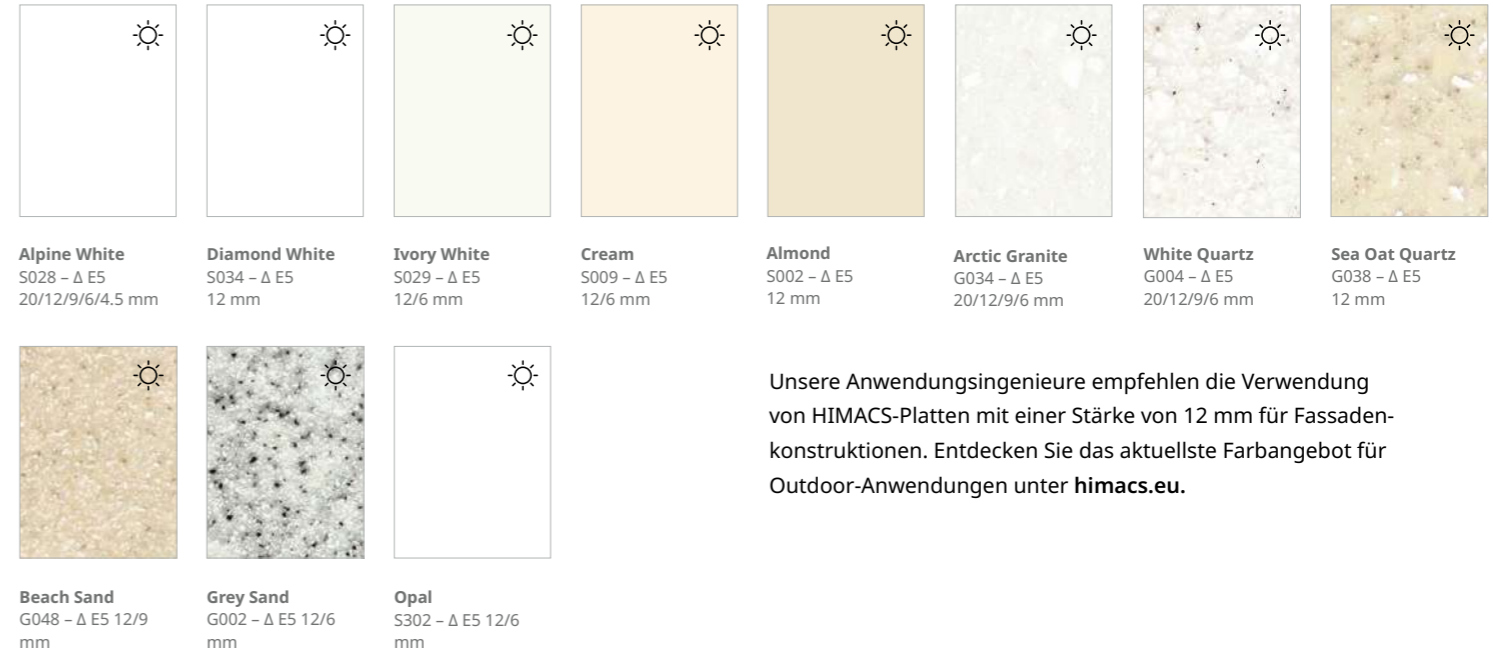 Alpine White
S028 – Δ E5
20/12/9/6/4.5 mm
Diamond White
S034 – Δ E5
12 mm
Ivory White
S029 – Δ E5
12/6 mm
Cream
S009 – Δ E5
12/6 mm
Almond
S002 – Δ E5
12 mm
Arctic Granite
G034 – Δ E5
20/12/9/6 mm
White Quartz
G004 – Δ E5
20/12/9/6 mm
Sea Oat Quartz
G038 – Δ E5
12 mm
Beach Sand
G048 – Δ E5 12/9
mm
Grey Sand
G002 – Δ E5 12/6
mm
Opal
S302 – Δ E5 12/6
mm
Unsere Anwendungsingenieure empfehlen die Verwendung
von HIMACS-Platten mit einer Stärke von 12 mm für Fassaden-
konstruktionen. Entdecken Sie das aktuellste Farbangebot für
Outdoor-Anwendungen unter himacs.eu.